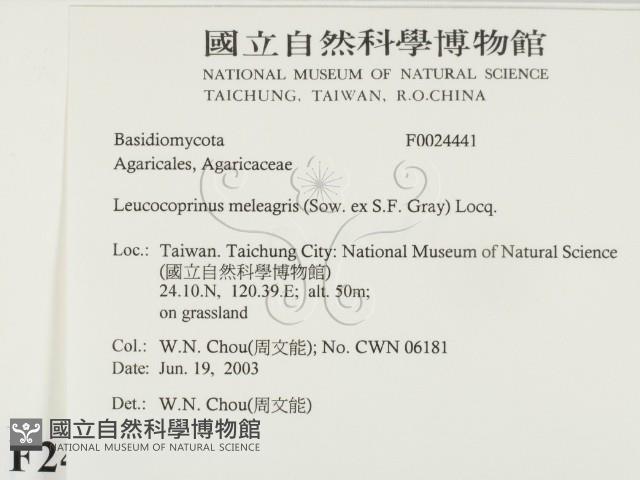 國立自然科學博物館
NATIONAL MUSEUM OF NATURAL SCIENCE
TAICHUNG, TAIWAN, R.O.CHINA
Basidiomycota F0024441
Agaricales, Agaricaceae
Leucocoprinus meleagris (Sow. ex S.F. Gray) Locq.
Loc.: Taiwan. Taichung City: National Museum of Natural Science
(國立自然科學博物館)
24.10.N, 120.39.E; alt. 50m;
on grassland
Col.: W.N. Chou(周文能); No. CWN 06181
Date: Jun. 19, 2003
Det.: W.N. Chou(周文能)
國立自然科學博物館
NATIONAL MUSEUM OF NATURAL SCIENCE